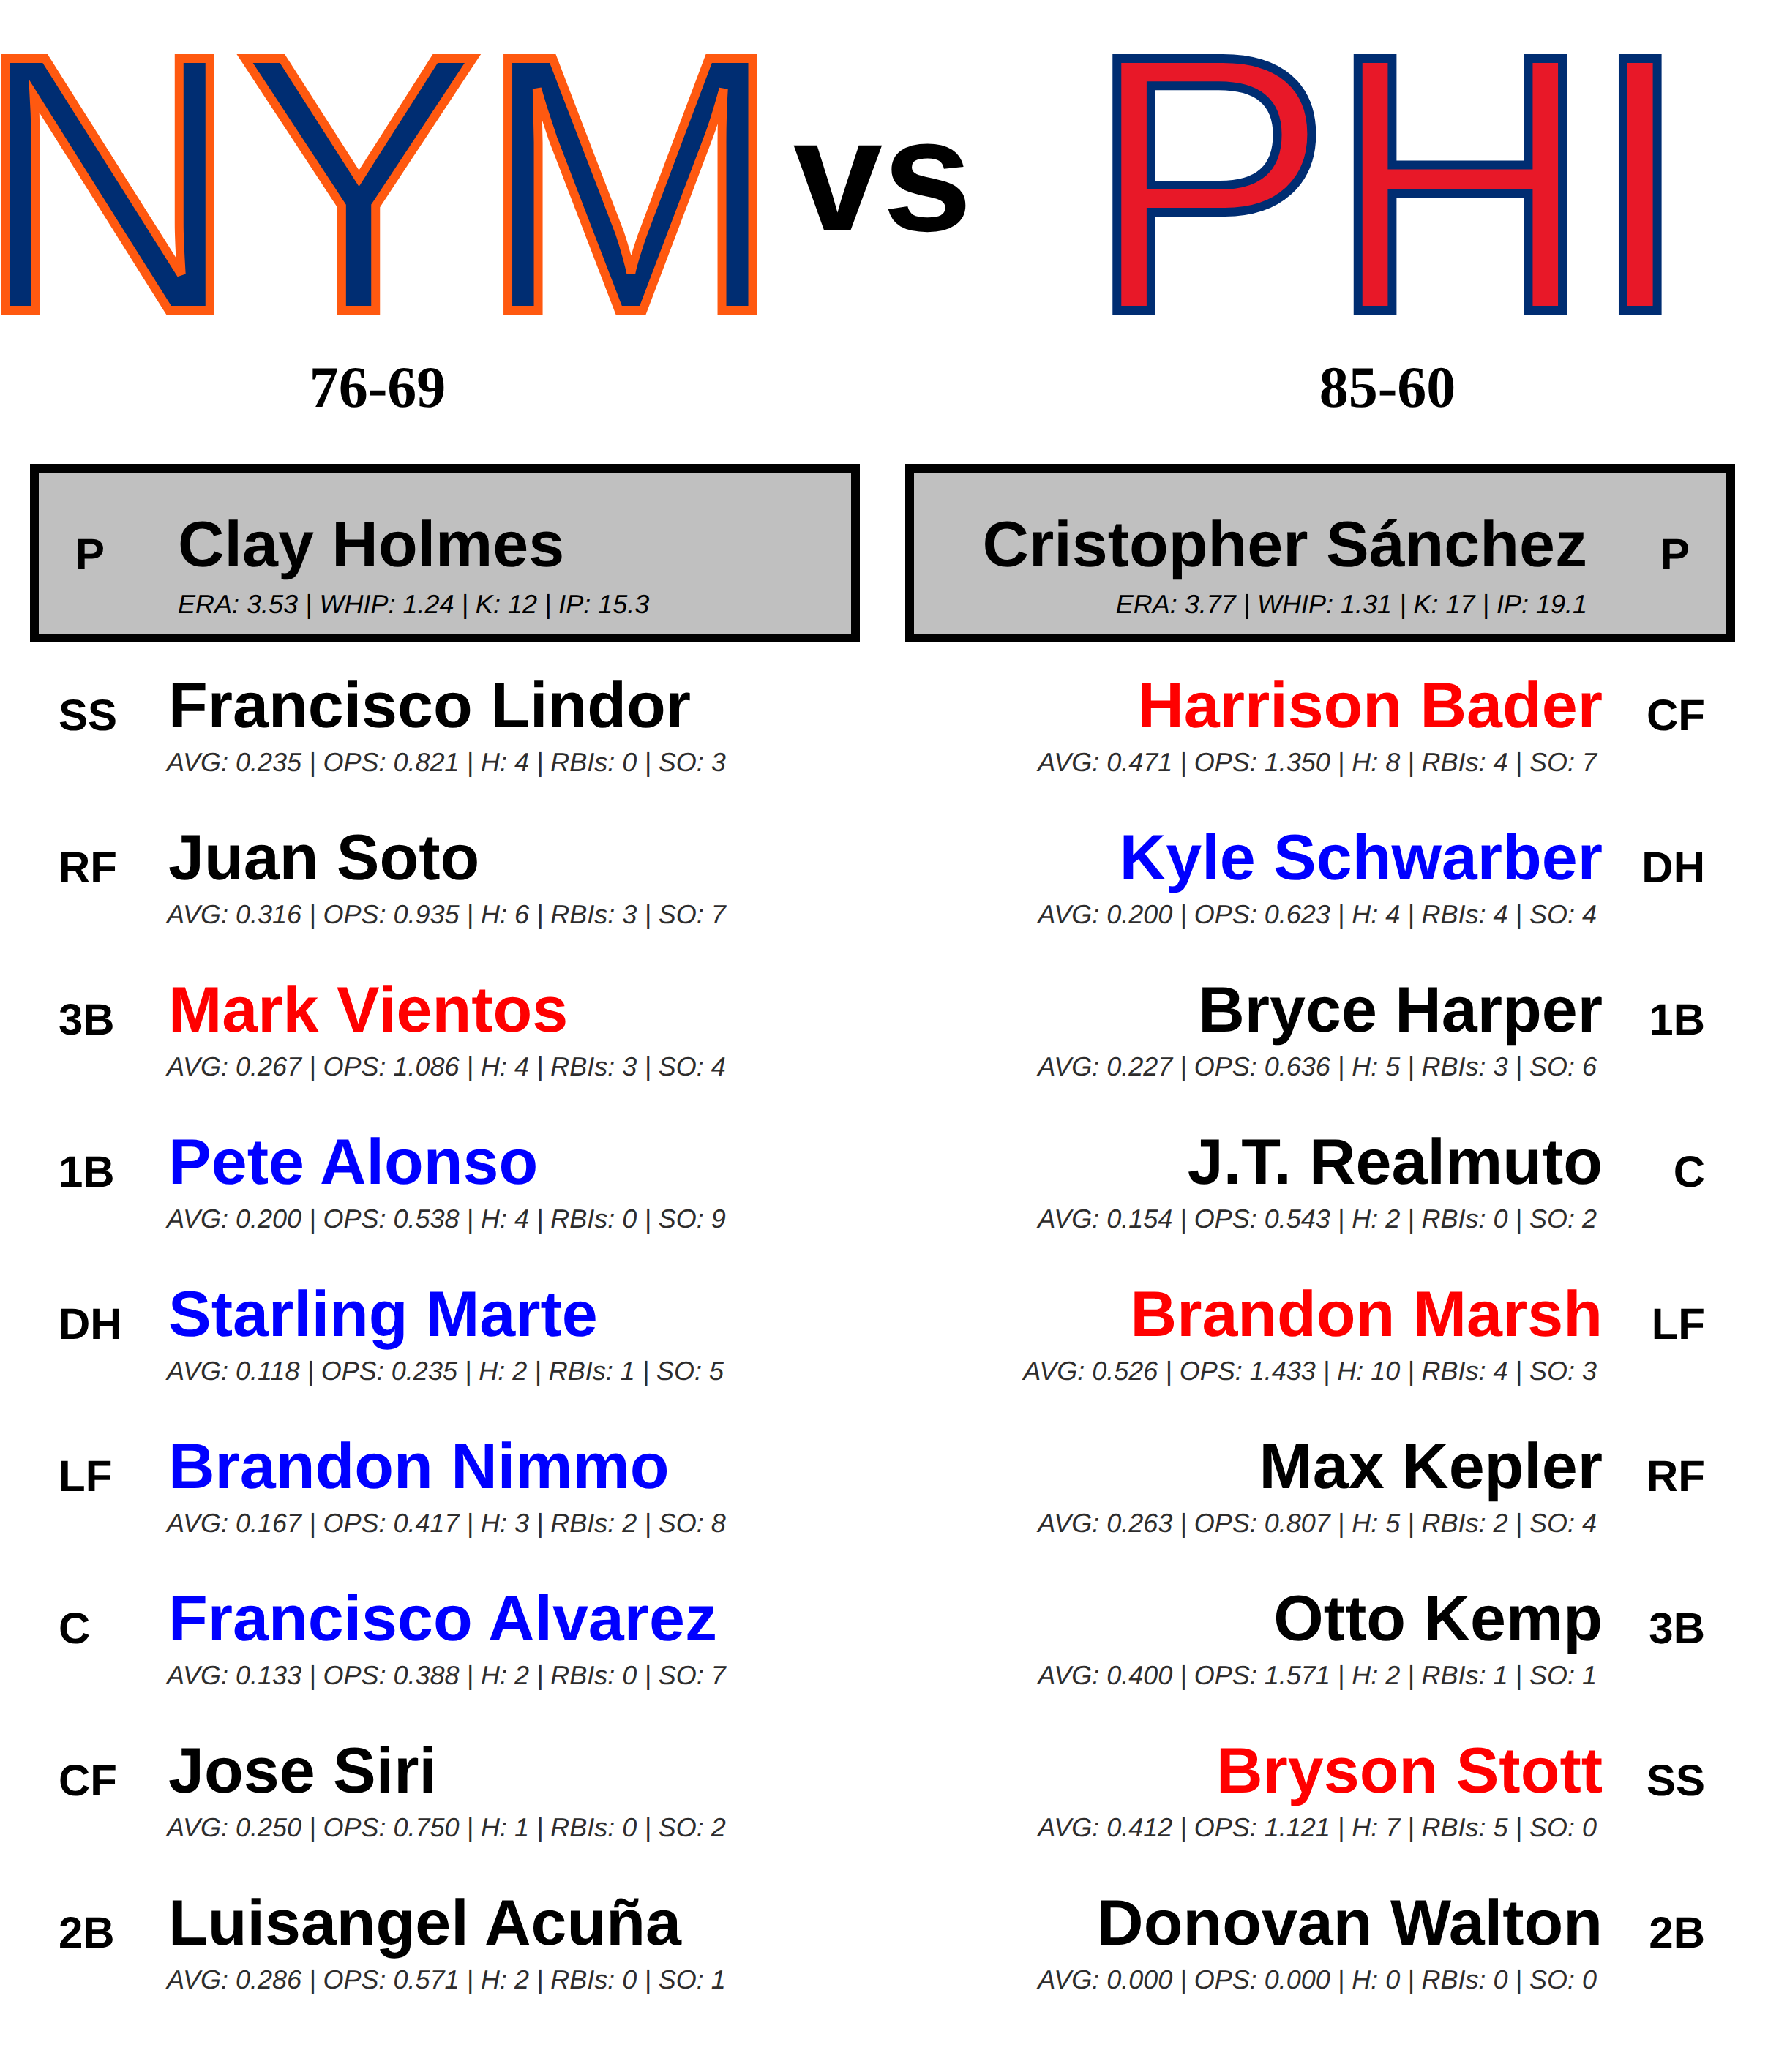 NYM vs PHI
76-69 85-60
P Clay Holmes
ERA: 3.53 | WHIP: 1.24 | K: 12 | IP: 15.3
Cristopher Sánchez P
ERA: 3.77 | WHIP: 1.31 | K: 17 | IP: 19.1
SS Francisco Lindor
AVG: 0.235 | OPS: 0.821 | H: 4 | RBIs: 0 | SO: 3
RF Juan Soto
AVG: 0.316 | OPS: 0.935 | H: 6 | RBIs: 3 | SO: 7
3B Mark Vientos
AVG: 0.267 | OPS: 1.086 | H: 4 | RBIs: 3 | SO: 4
1B Pete Alonso
AVG: 0.200 | OPS: 0.538 | H: 4 | RBIs: 0 | SO: 9
DH Starling Marte
AVG: 0.118 | OPS: 0.235 | H: 2 | RBIs: 1 | SO: 5
LF Brandon Nimmo
AVG: 0.167 | OPS: 0.417 | H: 3 | RBIs: 2 | SO: 8
C Francisco Alvarez
AVG: 0.133 | OPS: 0.388 | H: 2 | RBIs: 0 | SO: 7
CF Jose Siri
AVG: 0.250 | OPS: 0.750 | H: 1 | RBIs: 0 | SO: 2
2B Luisangel Acuña
AVG: 0.286 | OPS: 0.571 | H: 2 | RBIs: 0 | SO: 1
Harrison Bader CF
AVG: 0.471 | OPS: 1.350 | H: 8 | RBIs: 4 | SO: 7
Kyle Schwarber DH
AVG: 0.200 | OPS: 0.623 | H: 4 | RBIs: 4 | SO: 4
Bryce Harper 1B
AVG: 0.227 | OPS: 0.636 | H: 5 | RBIs: 3 | SO: 6
J.T. Realmuto C
AVG: 0.154 | OPS: 0.543 | H: 2 | RBIs: 0 | SO: 2
Brandon Marsh LF
AVG: 0.526 | OPS: 1.433 | H: 10 | RBIs: 4 | SO: 3
Max Kepler RF
AVG: 0.263 | OPS: 0.807 | H: 5 | RBIs: 2 | SO: 4
Otto Kemp 3B
AVG: 0.400 | OPS: 1.571 | H: 2 | RBIs: 1 | SO: 1
Bryson Stott SS
AVG: 0.412 | OPS: 1.121 | H: 7 | RBIs: 5 | SO: 0
Donovan Walton 2B
AVG: 0.000 | OPS: 0.000 | H: 0 | RBIs: 0 | SO: 0